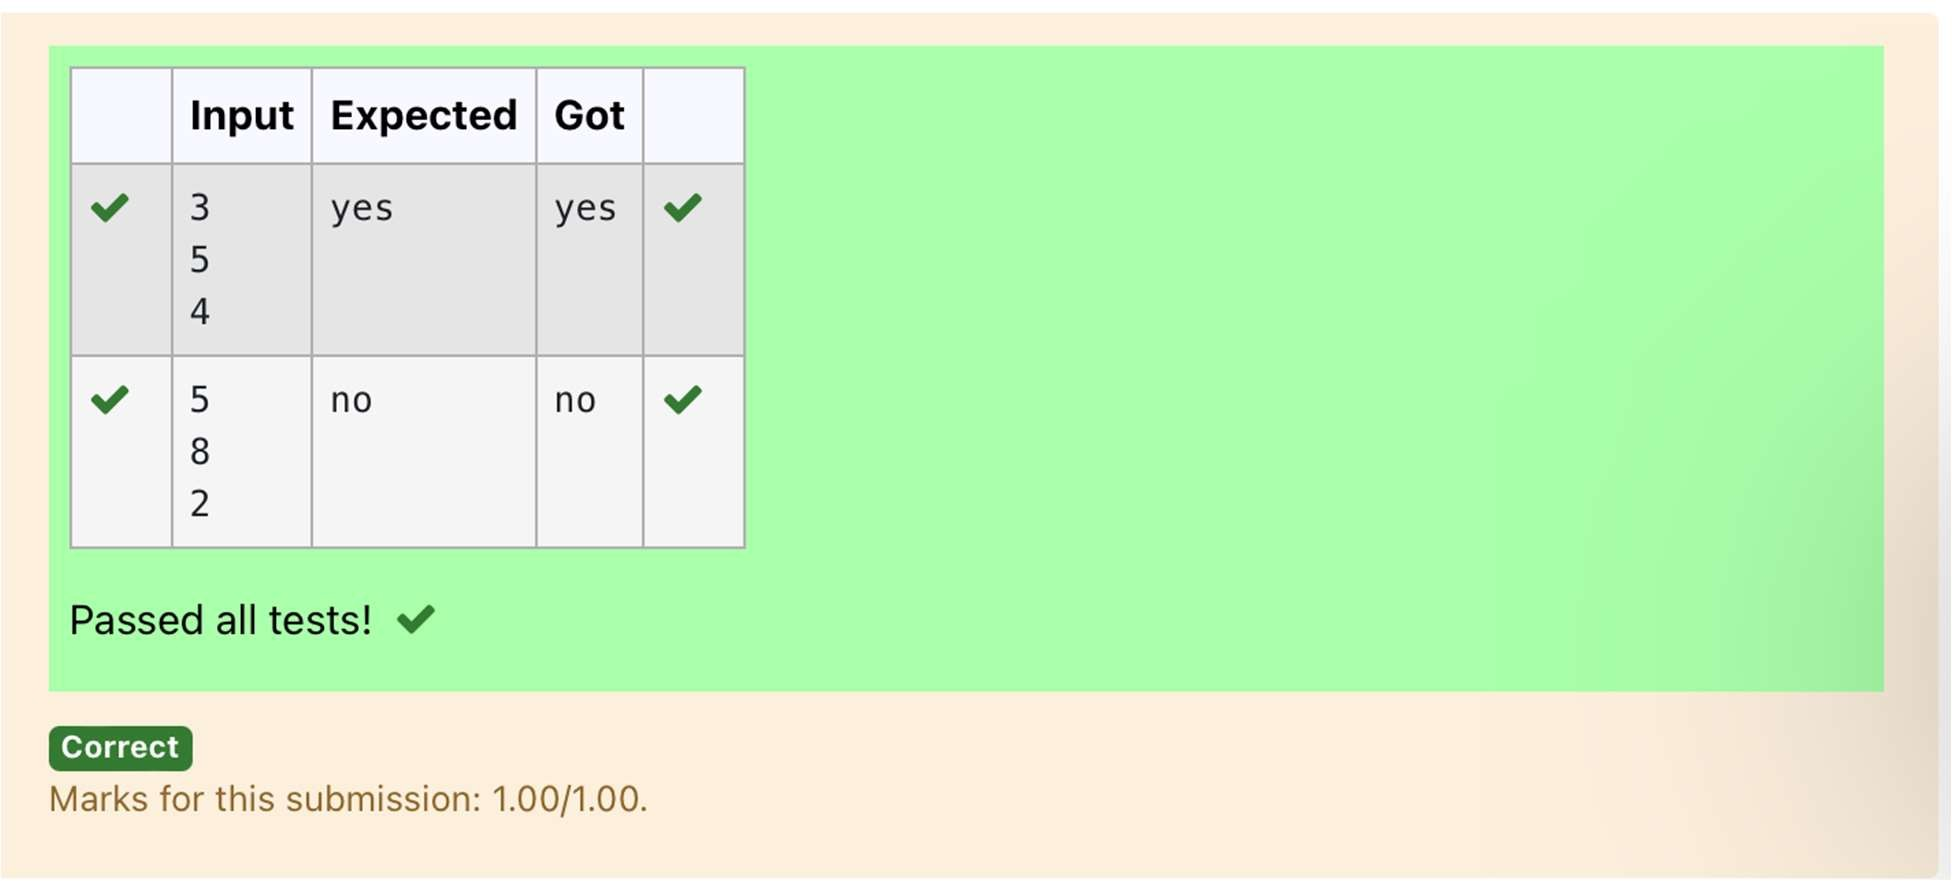 Input Expected Got
3 yes yes
5
4
5 no no
8
2
Passed all tests!
Correct
Marks for this submission: 1.00/1.00.